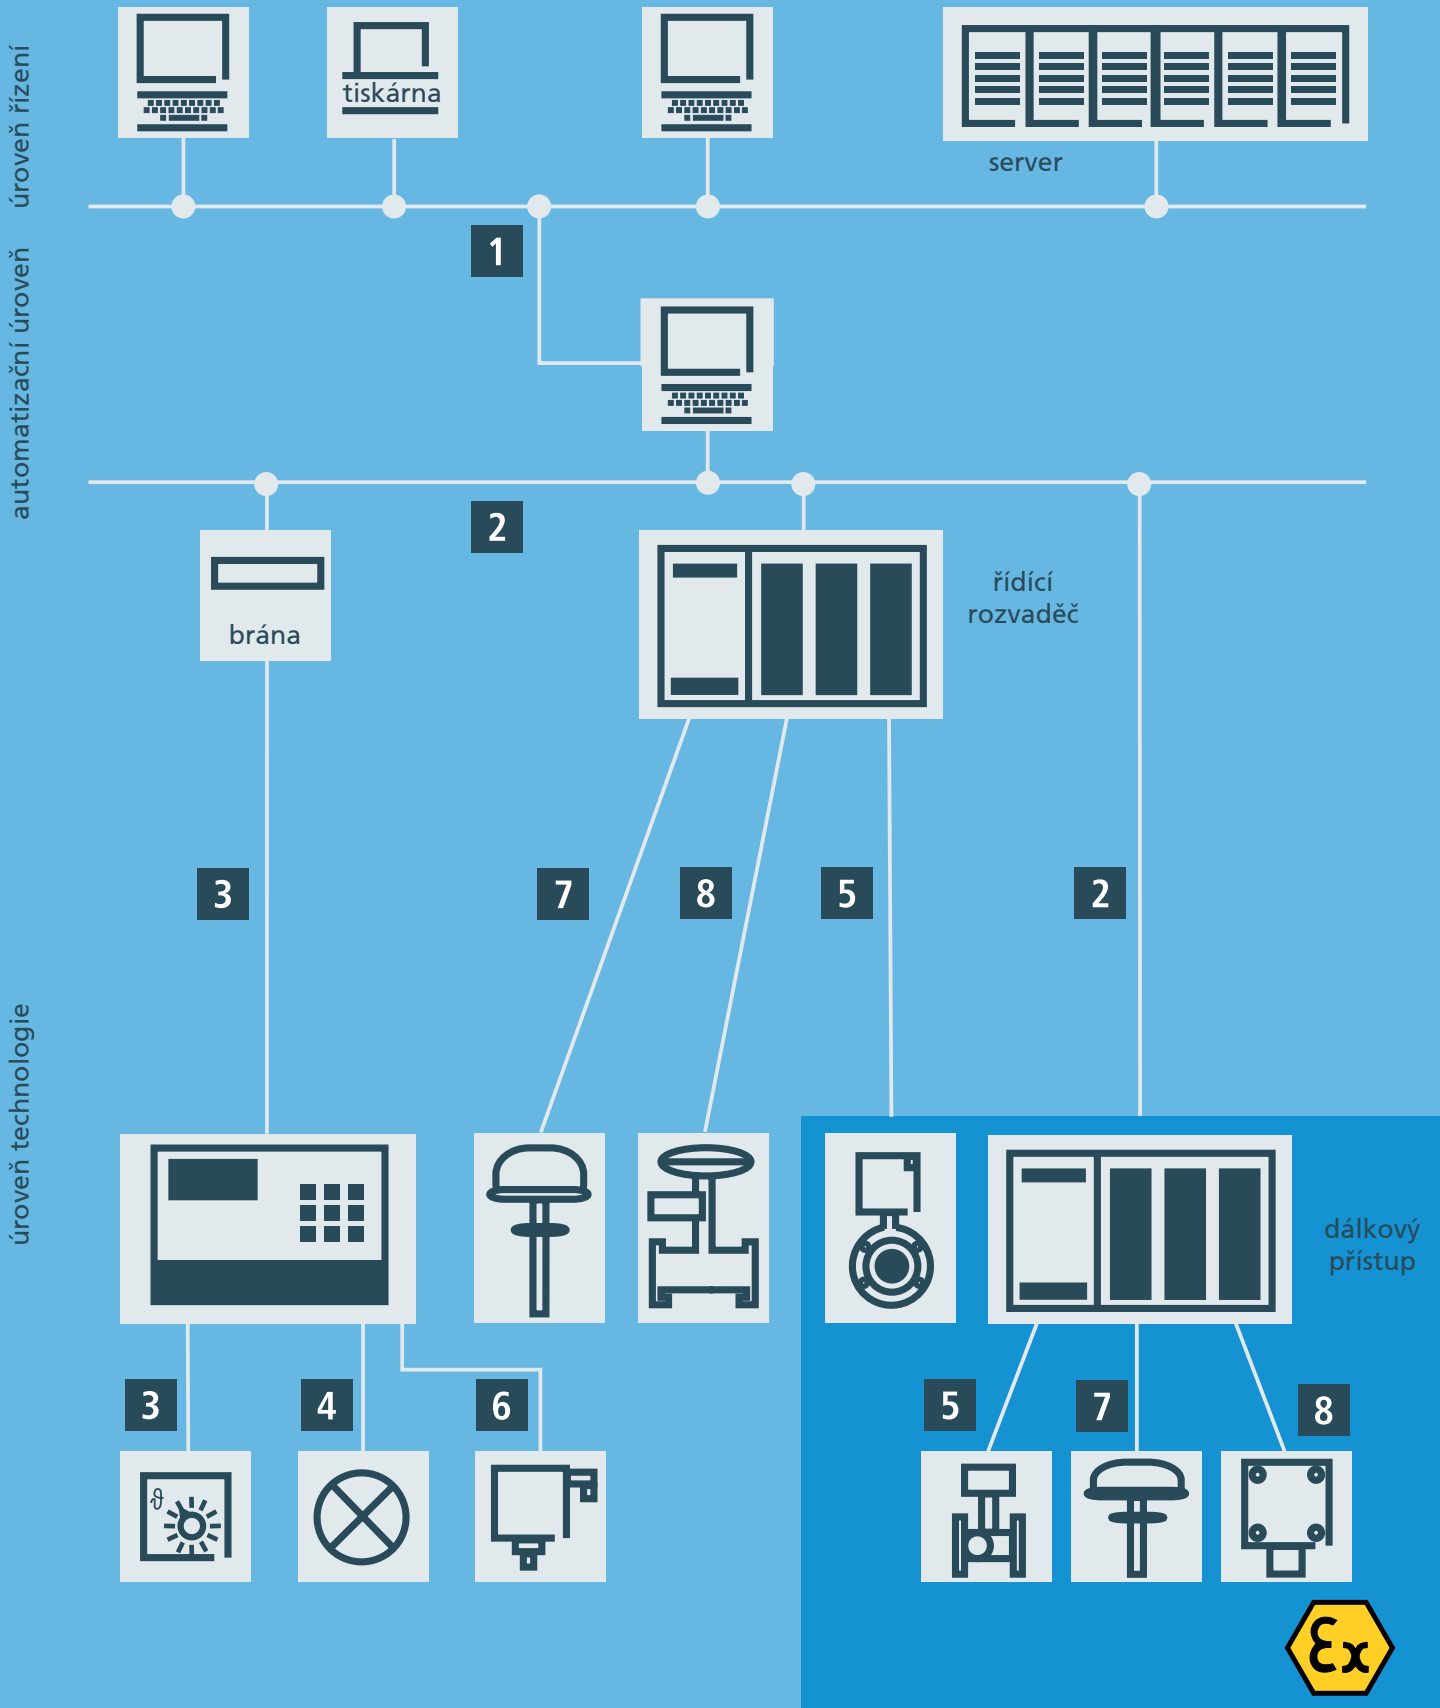 úroveň řízení
tiskárna
server
1
automatizační úroveň
2
brána
řídící
rozvaděč
3
7
8
5
2
úroveň technologie
dálkový
přístup
3
4
6
5
7
8
ϑ
Ex